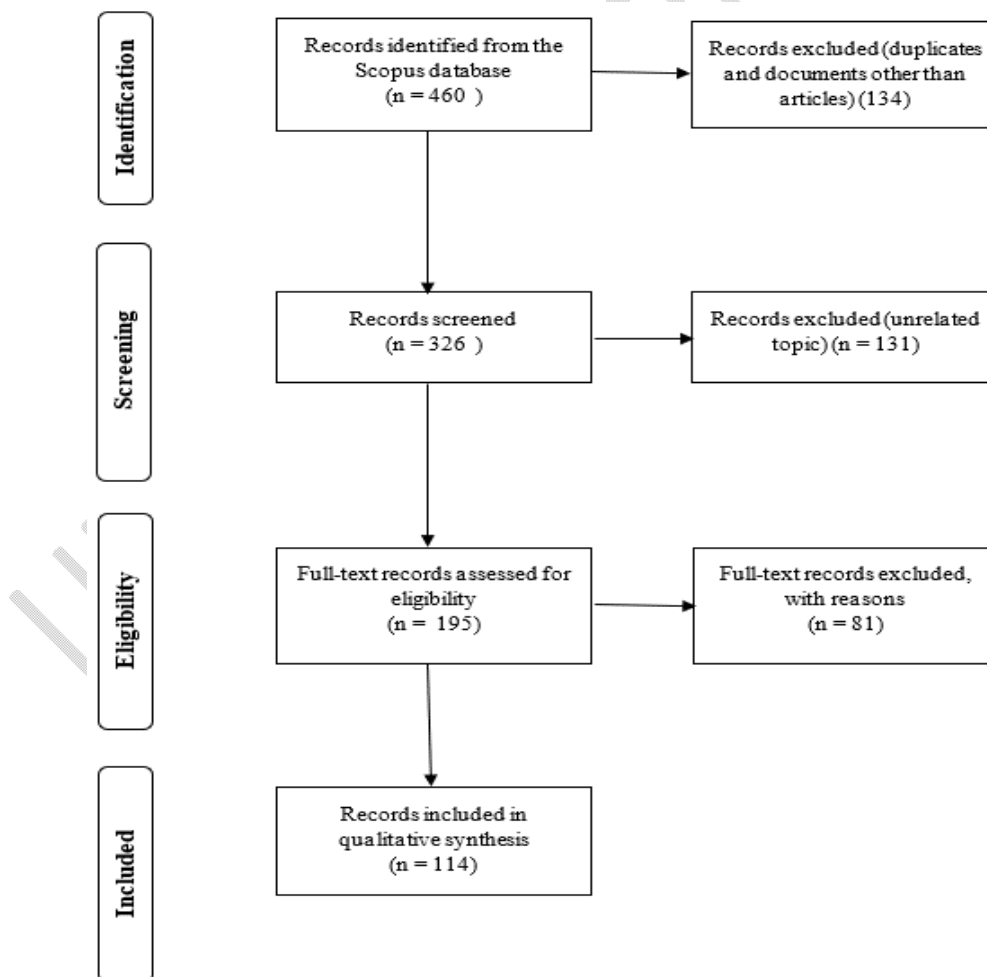 Identification
Records identified from the
Scopus database
(n = 460 )
Records excluded (duplicates
and documents other than
articles) (134)
Screening
Records screened
(n = 326 )
Records excluded (unrelated
topic) (n = 131)
Eligibility
Full-text records assessed for
eligibility
(n = 195)
Full-text records excluded,
with reasons
(n = 81)
Included
Records included in
qualitative synthesis
(n = 114)